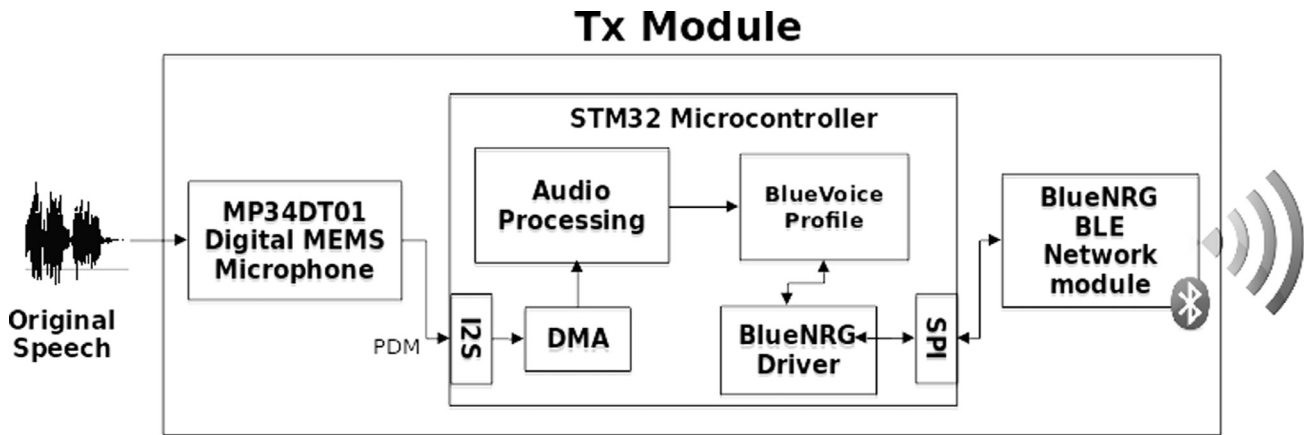 Tx Module
STM32 Microcontroller
Original
Speech
MP34DT01
Digital MEMS
Microphone
PDM
I2S
DMA
Audio
Processing
BlueVoice
Profile
BlueNRG
Driver
SPI
BlueNRG
BLE
Network
module